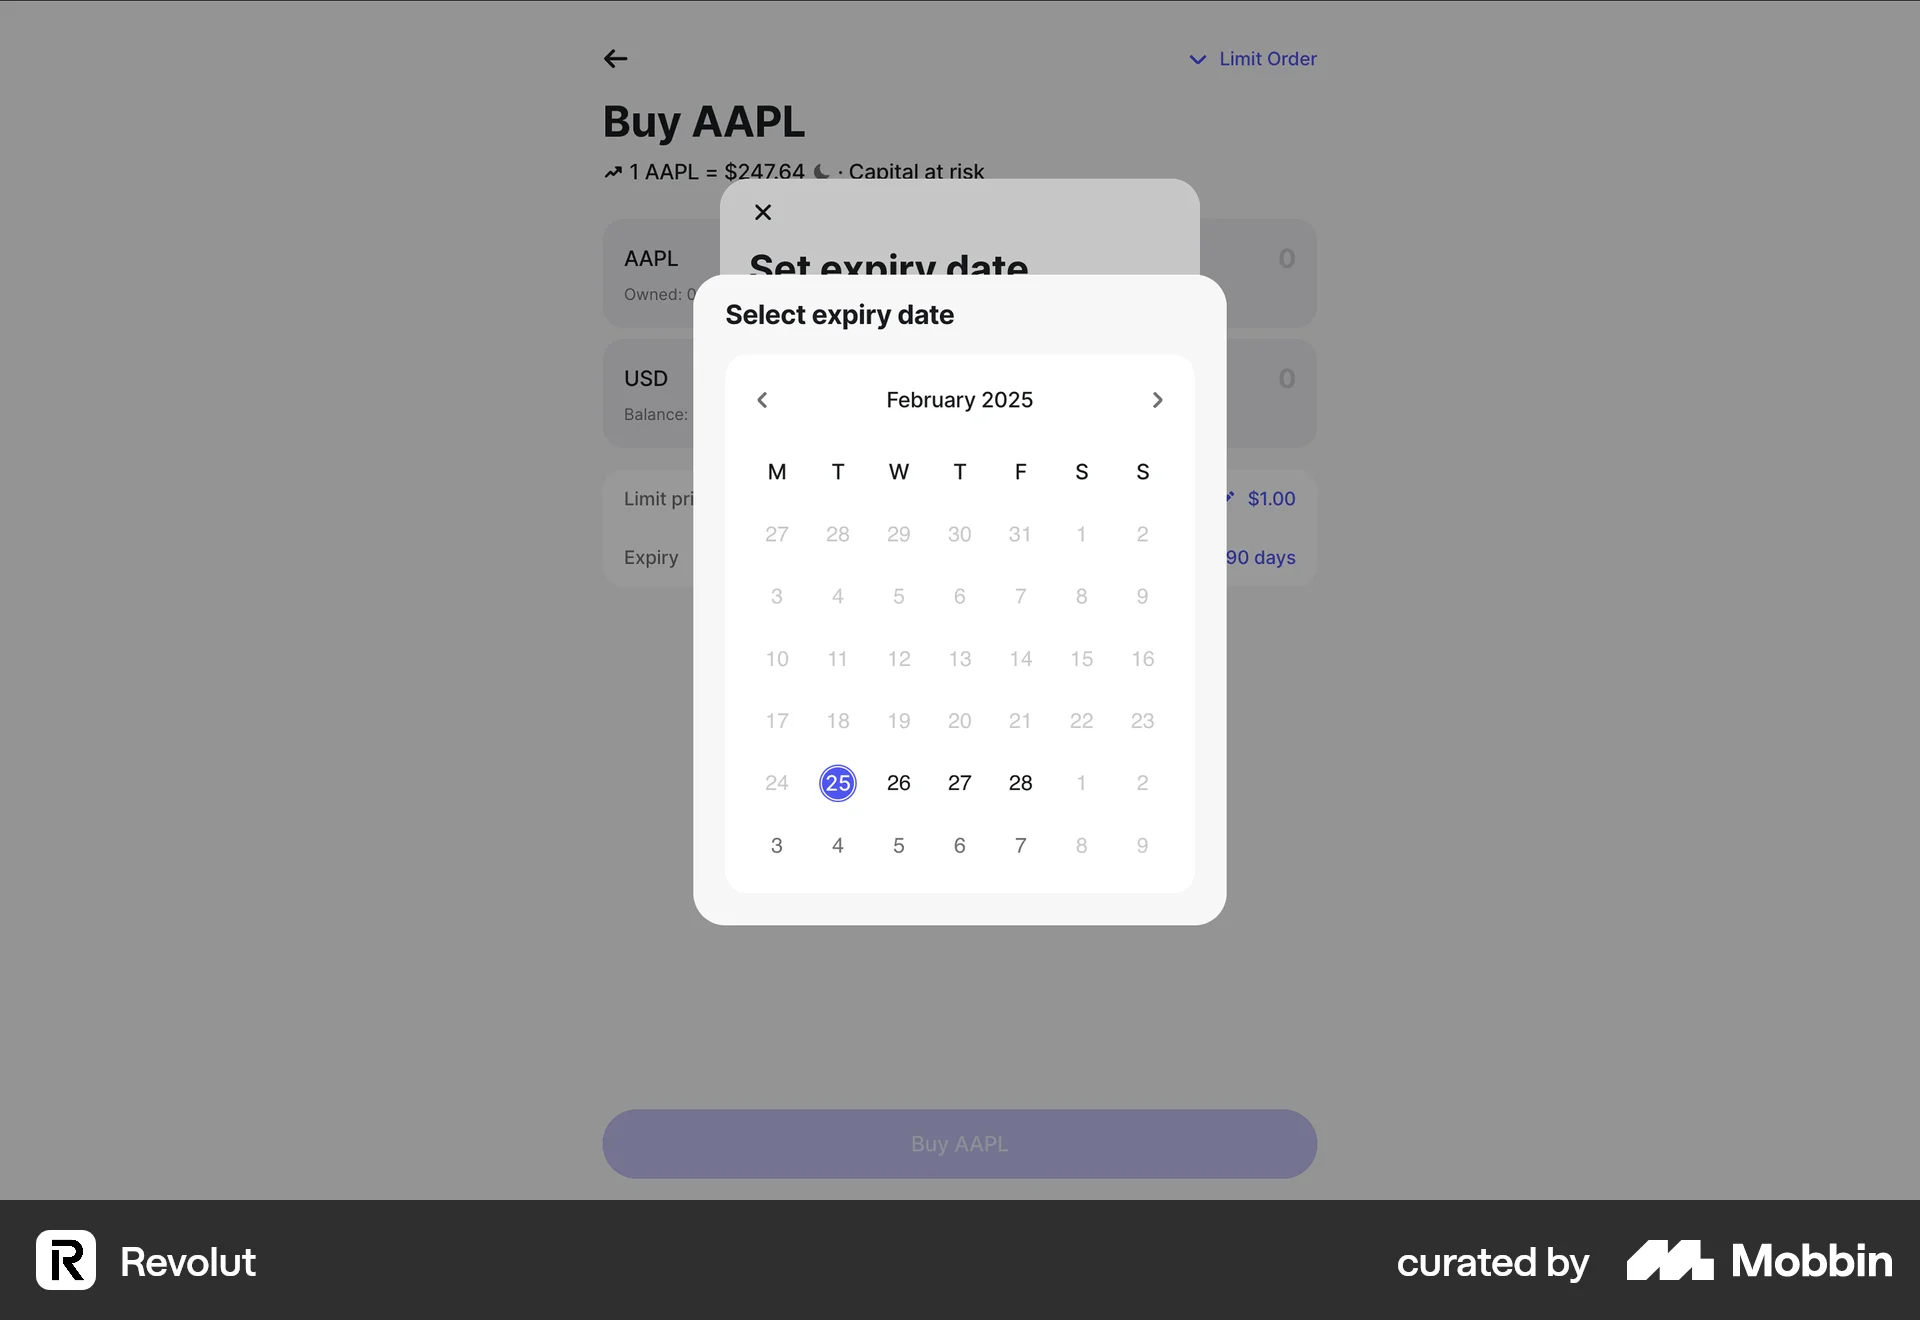 Limit Order
Buy AAPL
1 AAPL = $247.64 · Capital at risk
Set expiry date
AAPL
0
Owned: 0
Select expiry date
USD
0
Balance:
February 2025
M T W T F S S
Limit pri
$1.00
27 28 29 30 31 1 2
Expiry
90 days
3 4 5 6 7 8 9
10 11 12 13 14 15 16
17 18 19 20 21 22 23
24 25 26 27 28 1 2
3 4 5 6 7 8 9
Buy AAPL
Revolut
curated by Mobbin